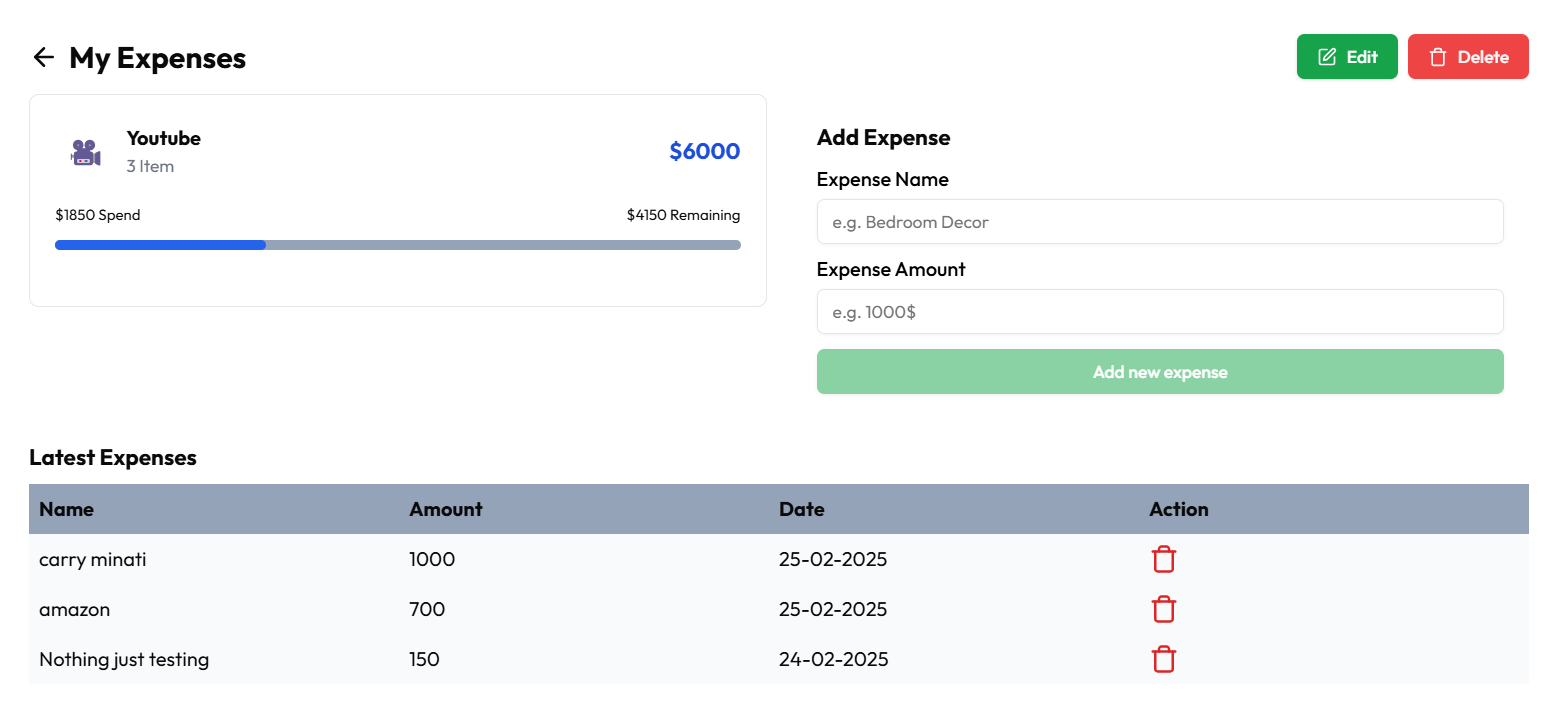 My Expenses
Edit
Delete
Youtube
3 Item
$6000
$1850 Spend
$4150 Remaining
Add Expense
Expense Name
e.g. Bedroom Decor
Expense Amount
e.g. 1000$
Add new expense
Latest Expenses
Name Amount Date Action
carry minati 1000 25-02-2025
amazon 700 25-02-2025
Nothing just testing 150 24-02-2025